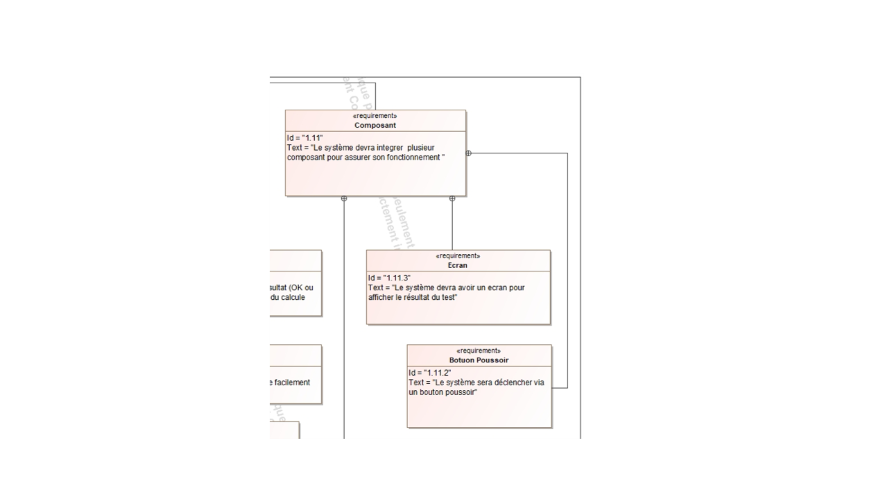 «requirement»
Composant
Id = "1.11"
Text = "Le système devra integrer plusieur
composant pour assurer son fonctionnement "
«requirement»
Ecran
Id = "1.11.3"
Text = "Le système devra avoir un ecran pour
afficher le résultat du test"
sultat (OK ou
du calcule
«requirement»
Botuon Poussoir
Id = "1.11.2"
Text = "Le système sera déclencher via
un bouton poussoir"
e facilement